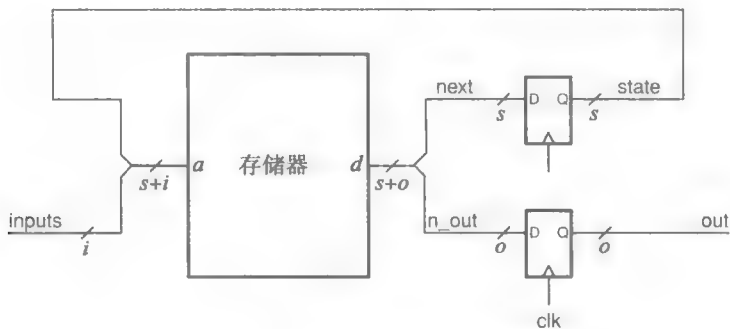 next
D Q
state
s
s
a
存储器
d
s+i
s+o
inputs
i
n_out
D Q
out
o
o
clk